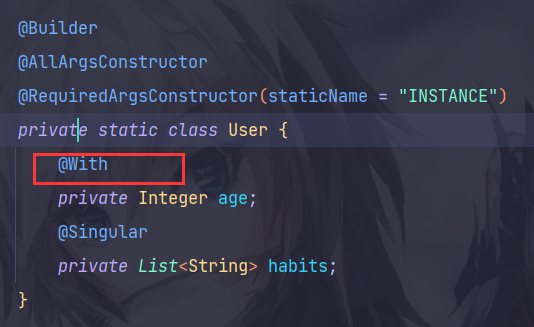 @Builder
@AllArgsConstructor
@RequiredArgsConstructor(staticName = "INSTANCE")
private static class User {
@With
private Integer age;
@Singular
private List<String> habits;
}